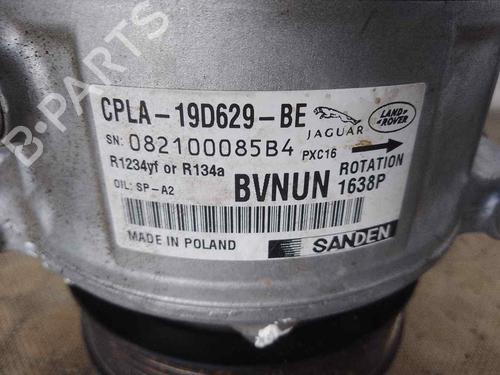 B-PARTS
CPLA-19D629-BE
JAGUAR
LAND ROVER
SN: 082100085B4
PXC16
R1234yf or R134a
ROTATION
OIL: SP-A2
BVNUN
1638P
MADE IN POLAND
SANDEN